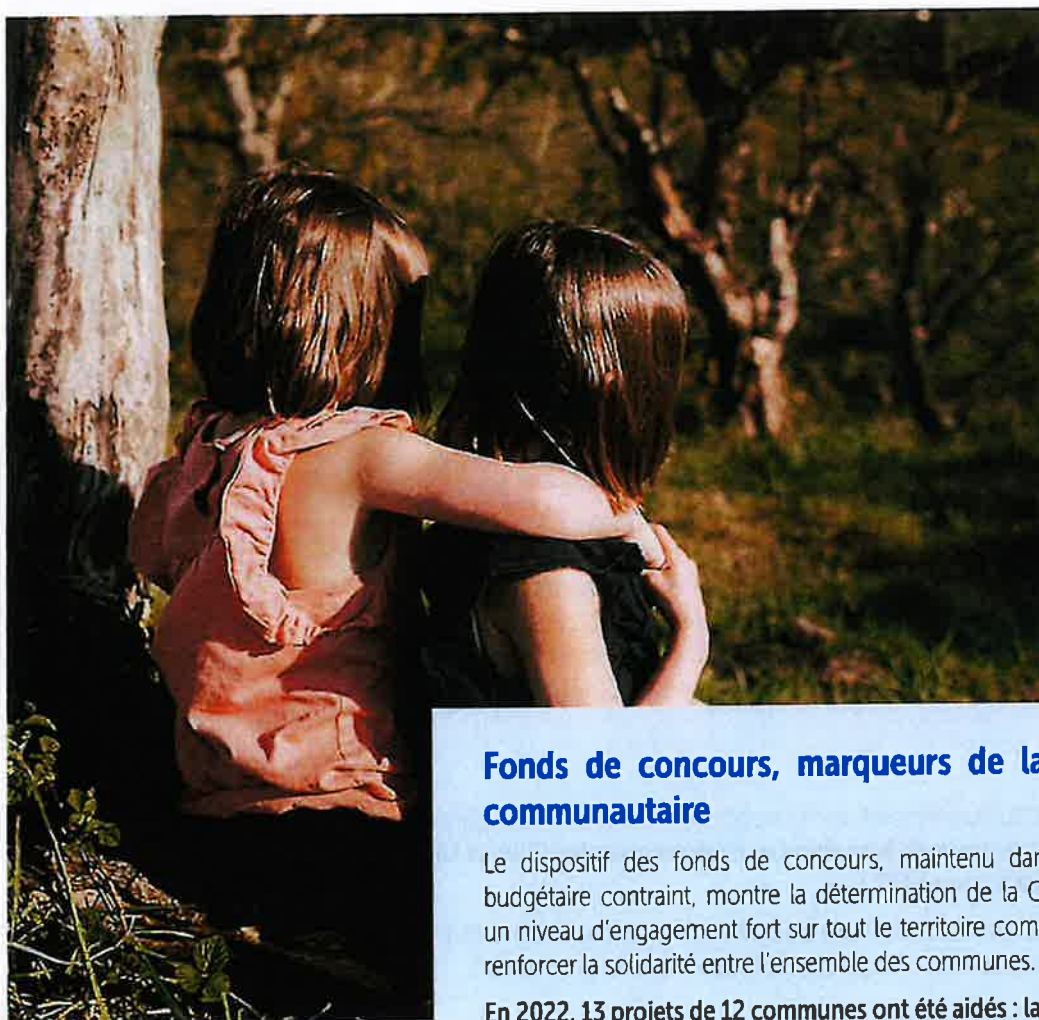 Fonds de concours, marqueurs de la
communautaire
Le dispositif des fonds de concours, maintenu dar
budgétaire contraint, montre la détermination de la C
un niveau d'engagement fort sur tout le territoire com
renforcer la solidarité entre l'ensemble des communes.
En 2022, 13 projets de 12 communes ont été aidés : la